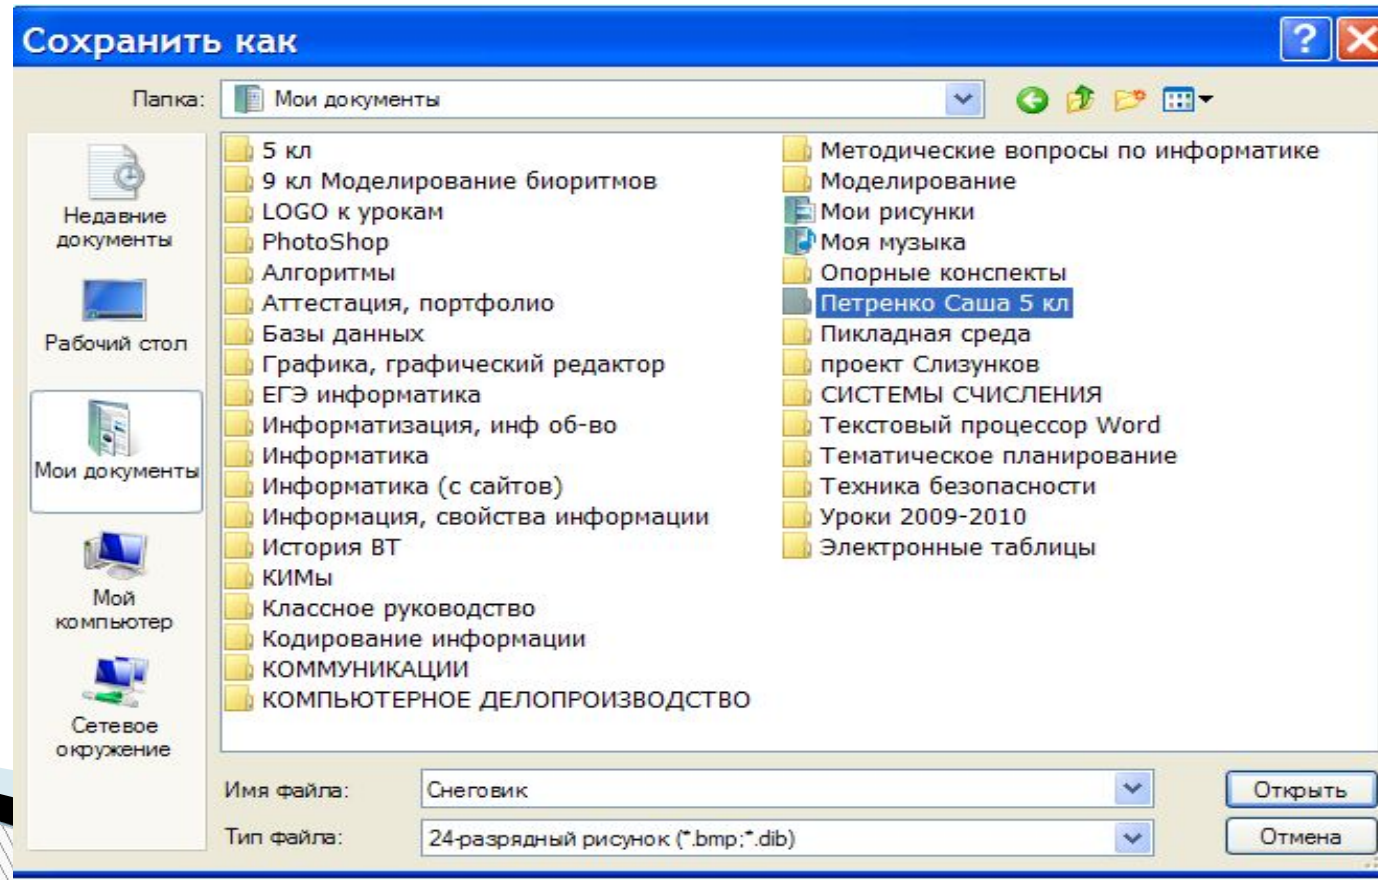 Сохранить как
Папка:
Мои документы
Недавние
документы
Рабочий стол
Мои документы
Мой
компьютер
Сетевое
окружение
5 кл
9 кл Моделирование биоритмов
LOGO к урокам
PhotoShop
Алгоритмы
Аттестация, портфолио
Базы данных
Графика, графический редактор
ЕГЭ информатика
Информатизация, инф об-во
Информатика
Информатика (с сайтов)
Информация, свойства информации
История ВТ
КИМы
Классное руководство
Кодирование информации
КОММУНИКАЦИИ
КОМПЬЮТЕРНОЕ ДЕЛОПРОИЗВОДСТВО
Методические вопросы по информатике
Моделирование
Мои рисунки
Моя музыка
Опорные конспекты
Петренко Саша 5 кл
Пикладная среда
проект Слизунков
СИСТЕМЫ СЧИСЛЕНИЯ
Текстовый процессор Word
Тематическое планирование
Техника безопасности
Уроки 2009-2010
Электронные таблицы
Имя файла:
Снеговик
Открыть
Тип файла:
24-разрядный рисунок (*.bmp;*.dib)
Отмена